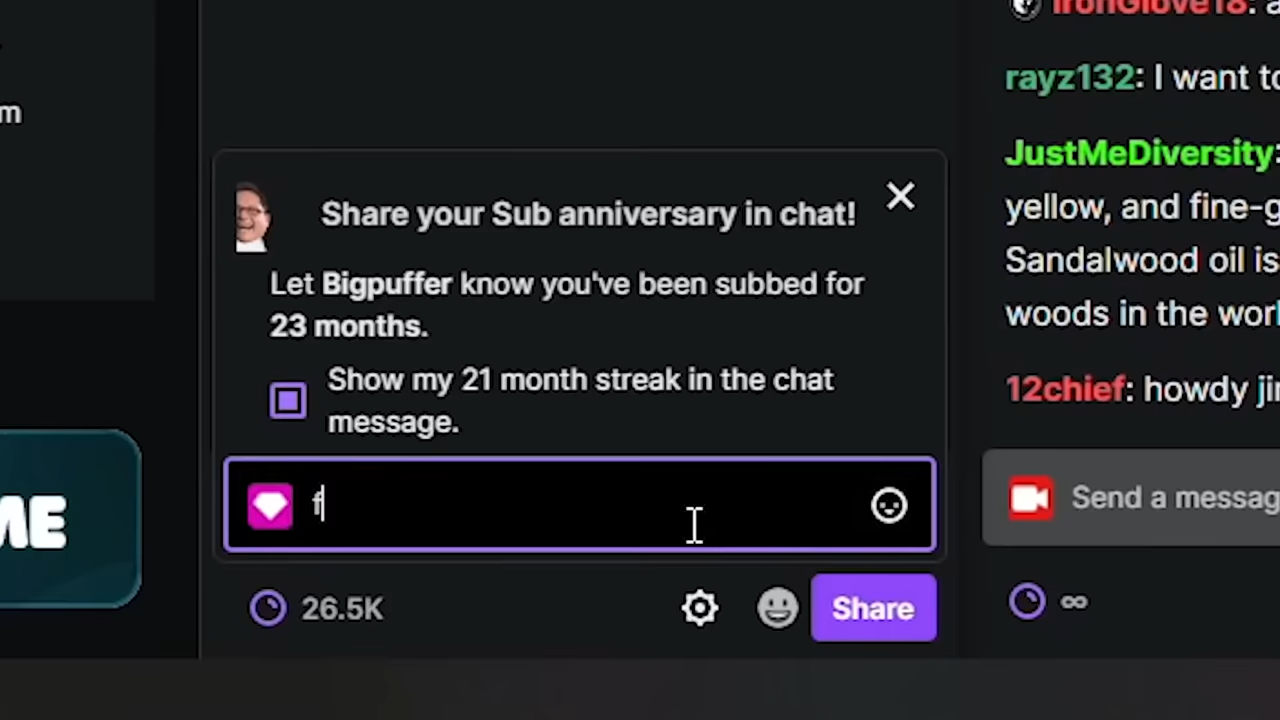 m
ME
Share your Sub anniversary in chat!
Let Bigpuffer know you've been subbed for
23 months.
Show my 21 month streak in the chat
message.
f
26.5K
Share
IronGlove18: a
rayz132: I want to
JustMeDiversity:
yellow, and fine-g
Sandalwood oil is
woods in the worl
12chief: howdy jin
Send a messag
∞